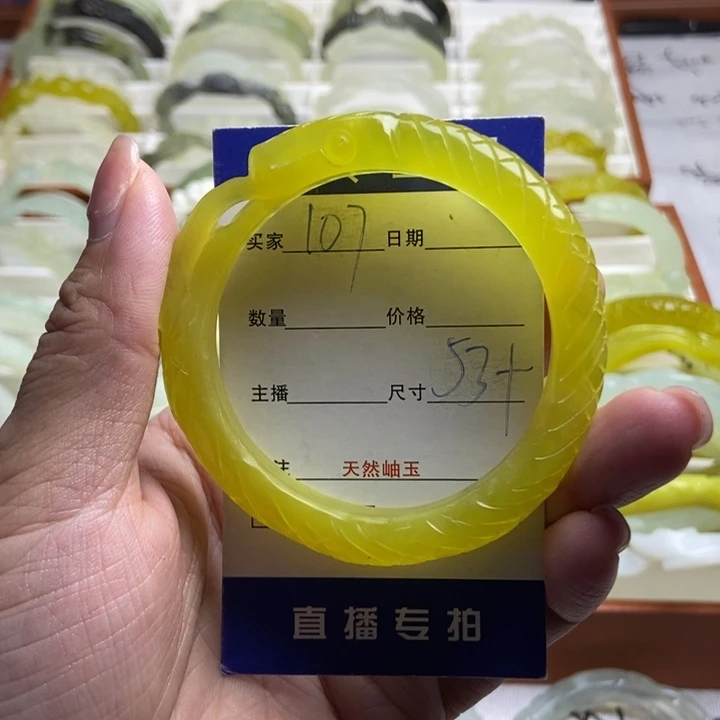 买家 107 日期
数量 价格
主播 尺寸 53+
注 天然岫玉
直播专拍